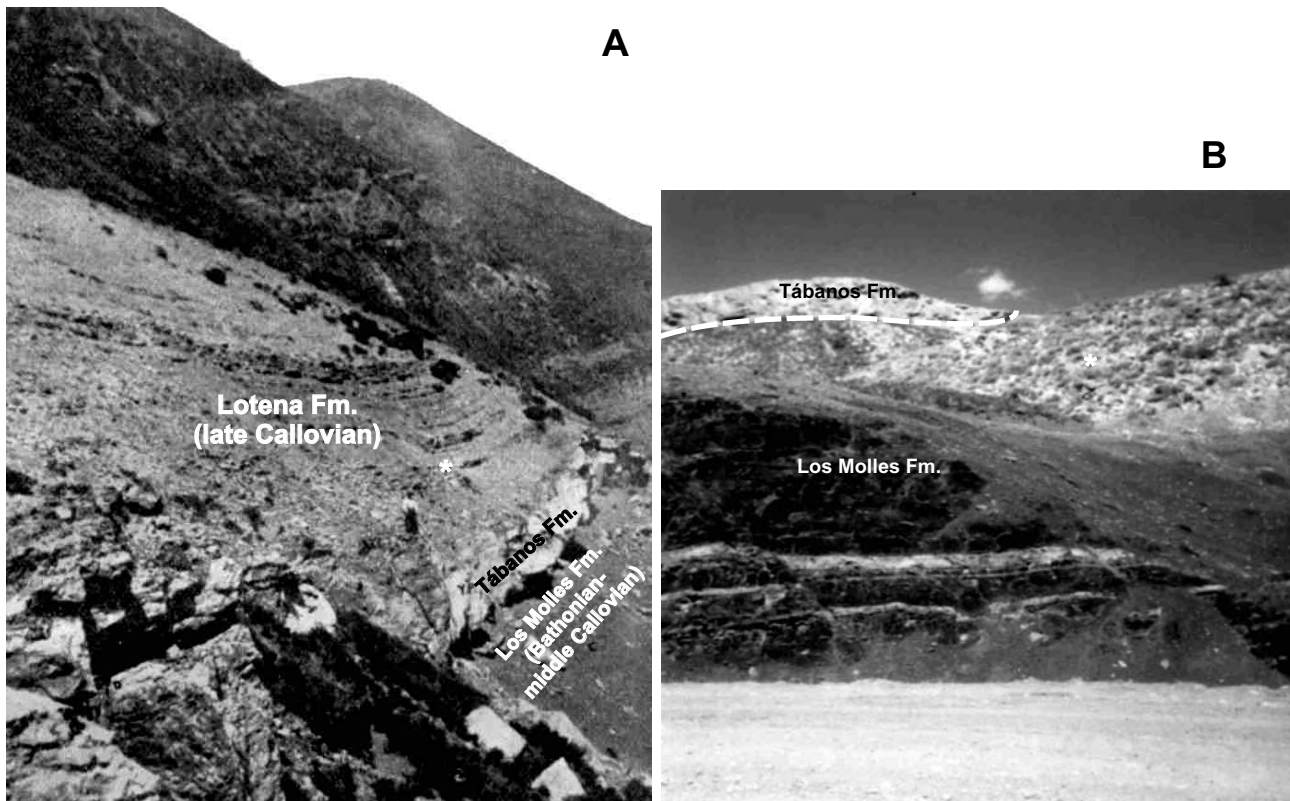 A
Lotena Fm.
(late Callovian)
*
Tábanos Fm.
Los Molles Fm.
(Bathonian-
middle Callovian)
B
Tábanos Fm.
*
Los Molles Fm.